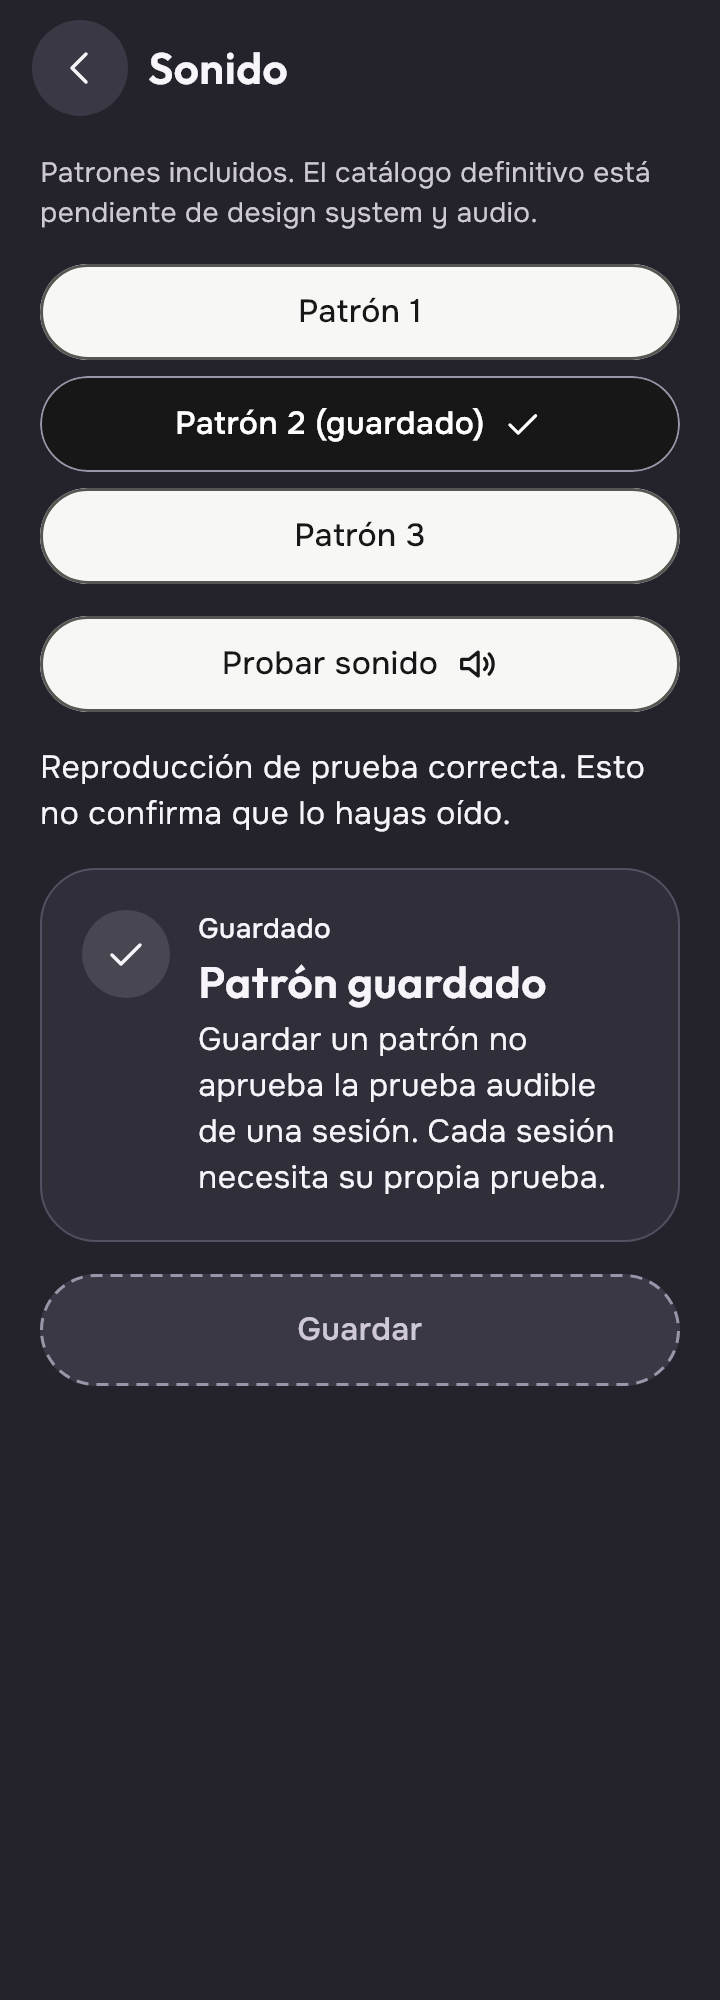 Sonido
Patrones incluidos. El catálogo definitivo está
pendiente de design system y audio.
Patrón 1
Patrón 2 (guardado)
Patrón 3
Probar sonido
Reproducción de prueba correcta. Esto
no confirma que lo hayas oído.
Guardado
Patrón guardado
Guardar un patrón no
aprueba la prueba audible
de una sesión. Cada sesión
necesita su propia prueba.
Guardar